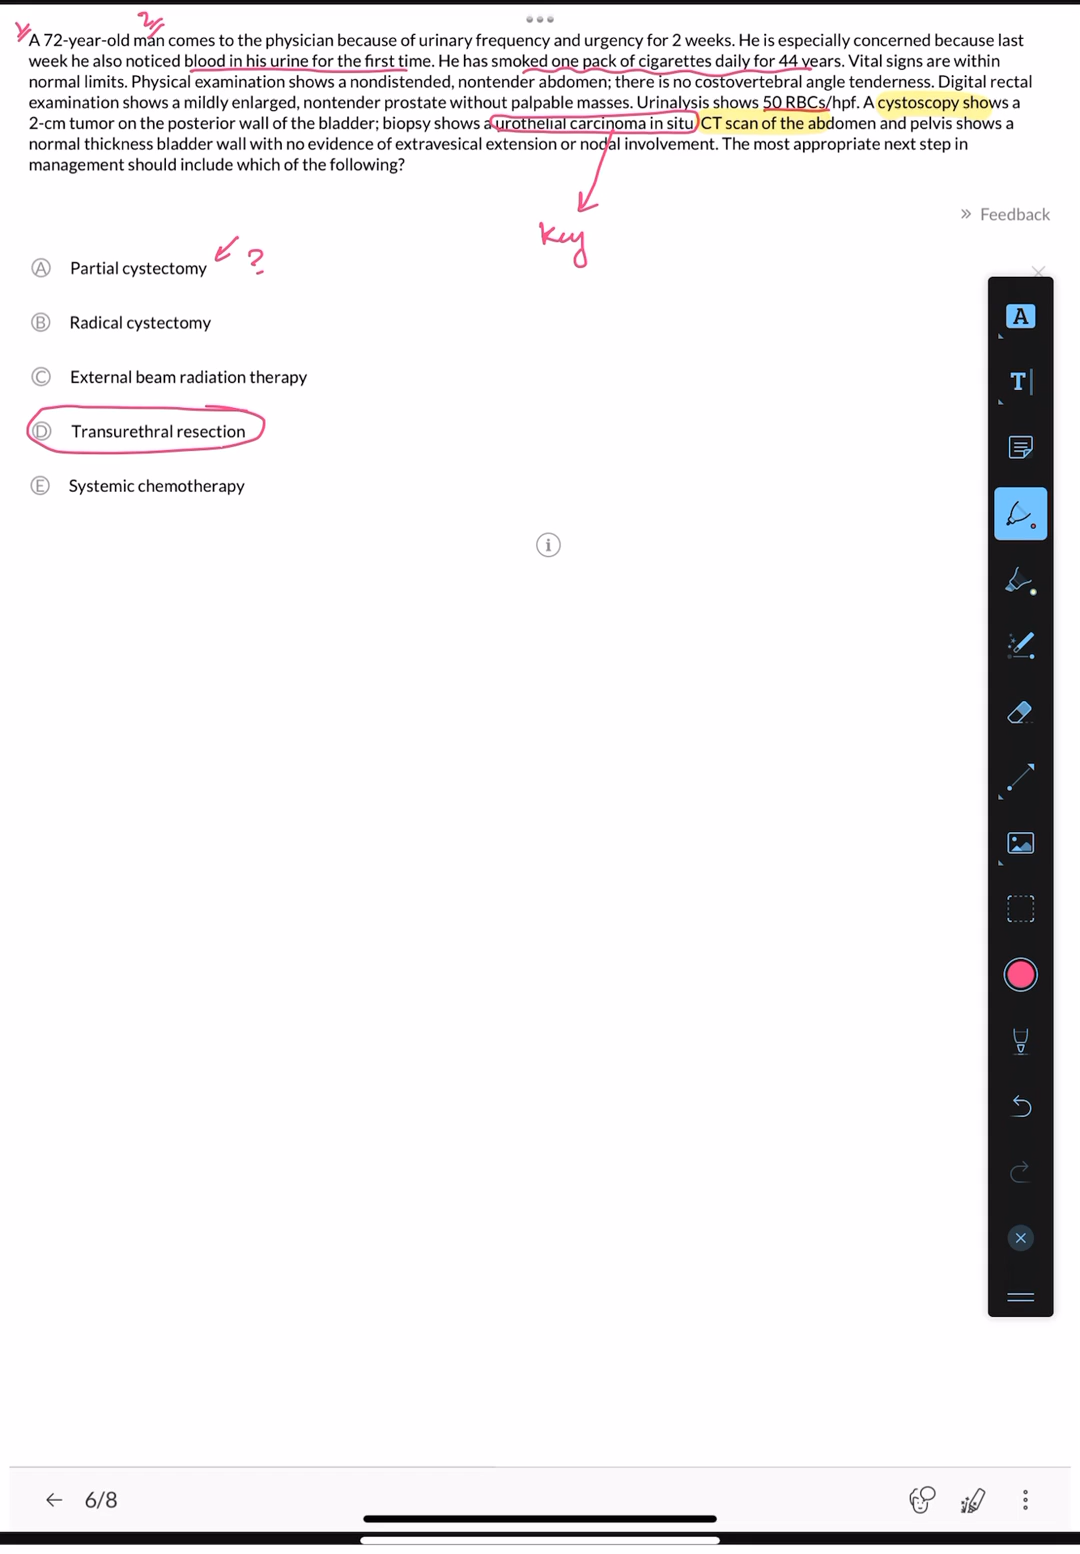 A 72-year-old man comes to the physician because of urinary frequency and urgency for 2 weeks. He is especially concerned because last
week he also noticed blood in his urine for the first time. He has smoked one pack of cigarettes daily for 44 years. Vital signs are within
normal limits. Physical examination shows a nondistended, nontender abdomen; there is no costovertebral angle tenderness. Digital rectal
examination shows a mildly enlarged, nontender prostate without palpable masses. Urinalysis shows 50 RBCs/hpf. A cystoscopy shows a
2-cm tumor on the posterior wall of the bladder; biopsy shows a urothelial carcinoma in situ CT scan of the abdomen and pelvis shows a
normal thickness bladder wall with no evidence of extravesical extension or nodal involvement. The most appropriate next step in
management should include which of the following?
» Feedback
Key
A Partial cystectomy ?
B Radical cystectomy
C External beam radiation therapy
D Transurethral resection
E Systemic chemotherapy
A
T
6/8